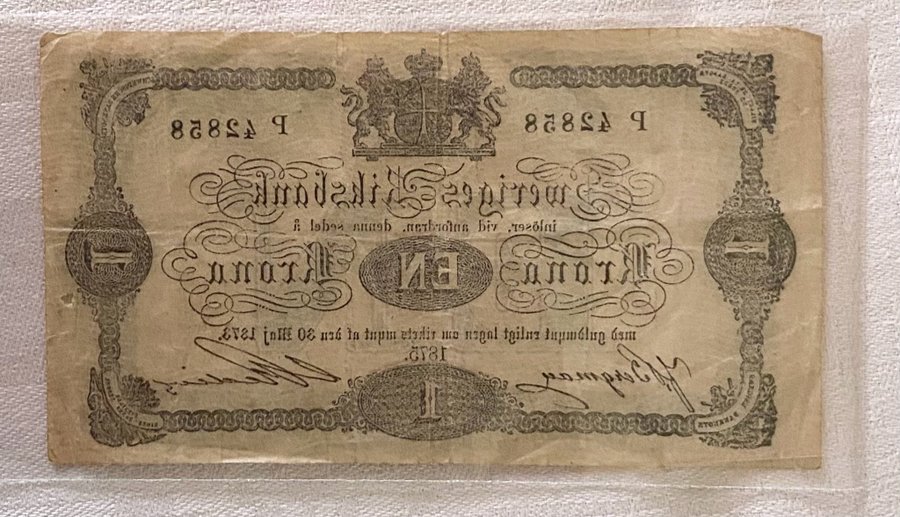 P 42858 P 42858
Sveriges Riksbank
inlöser, vid anfordran, denna sedel å
Krona EN Krona
1 1
med guldmynt enligt lagen om rikets mynt af den 30 Maj 1873.
1875.
1